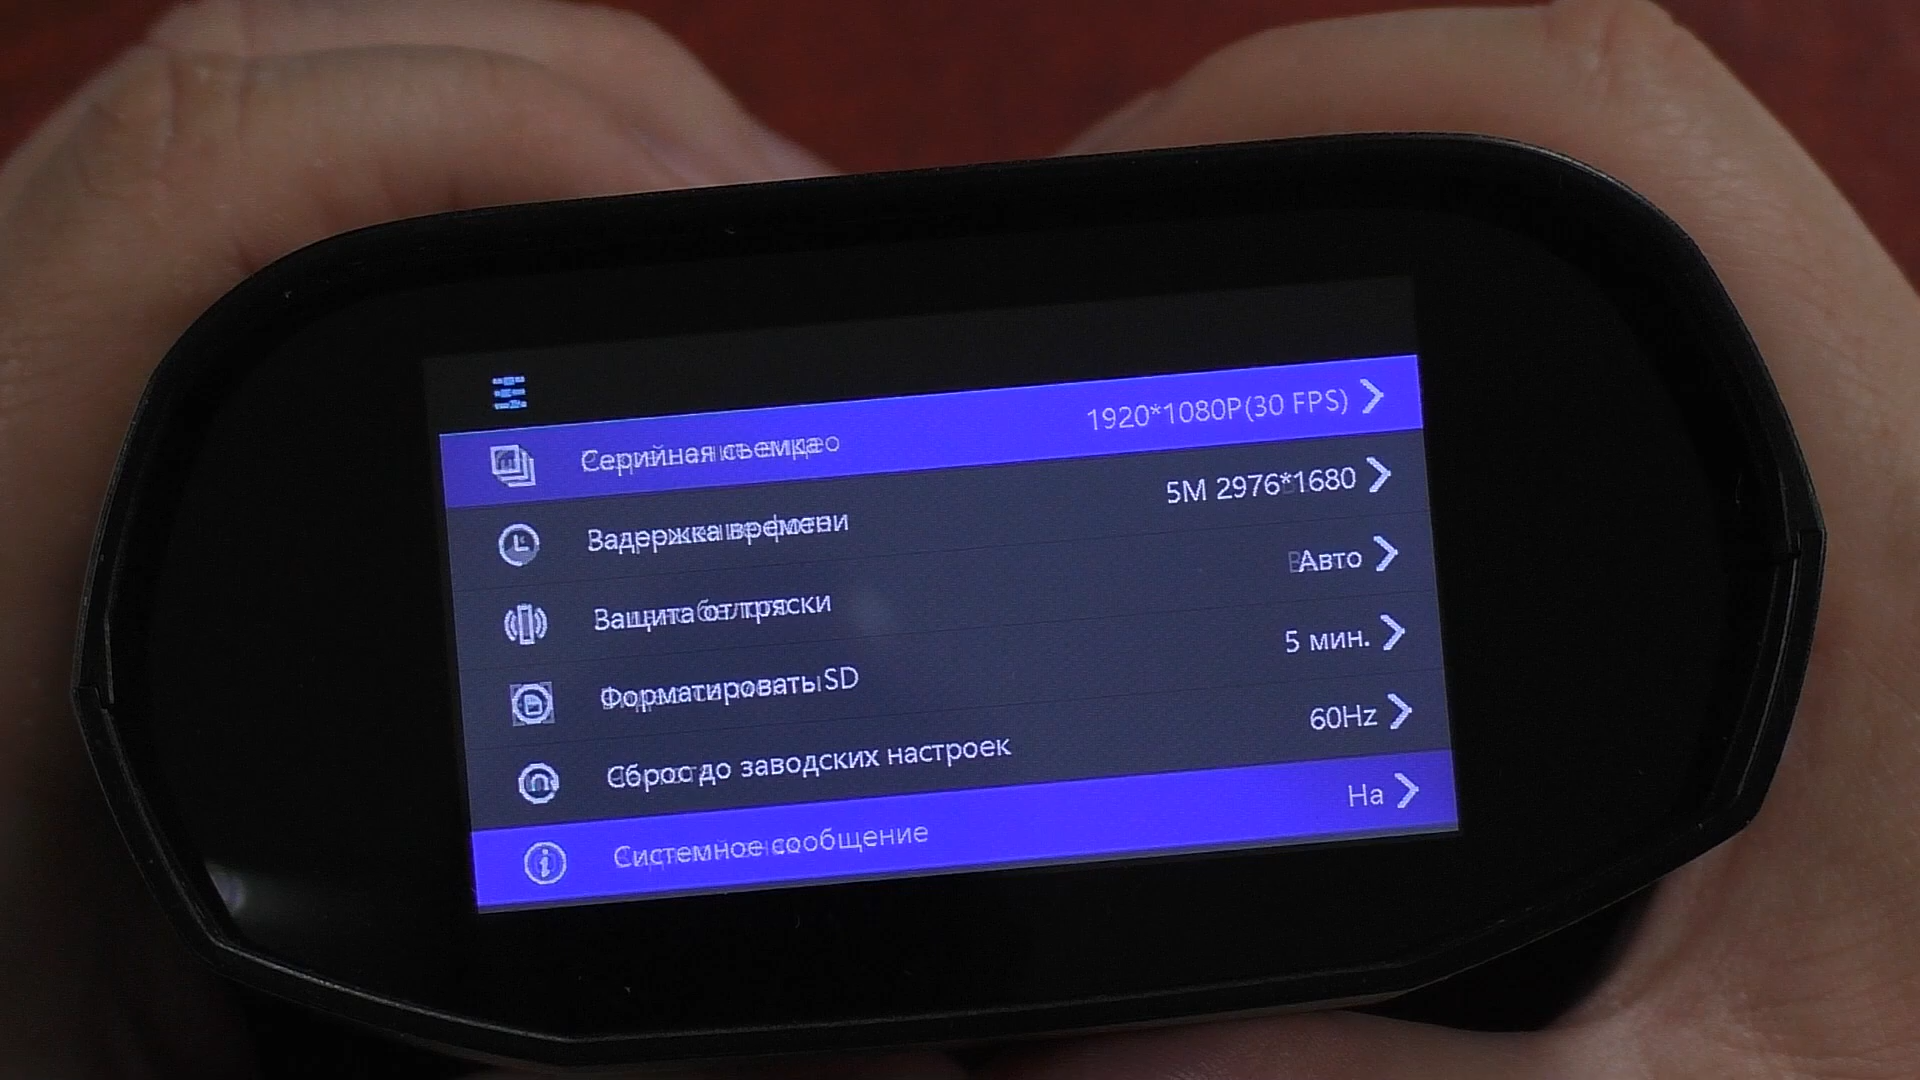 Серийная съемка 1920*1080P(30 FPS)
Задержка времени 5M 2976*1680
Защита от тряски Авто
Форматировать SD 5 мин.
Сброс до заводских настроек 60Hz
Системное сообщение На